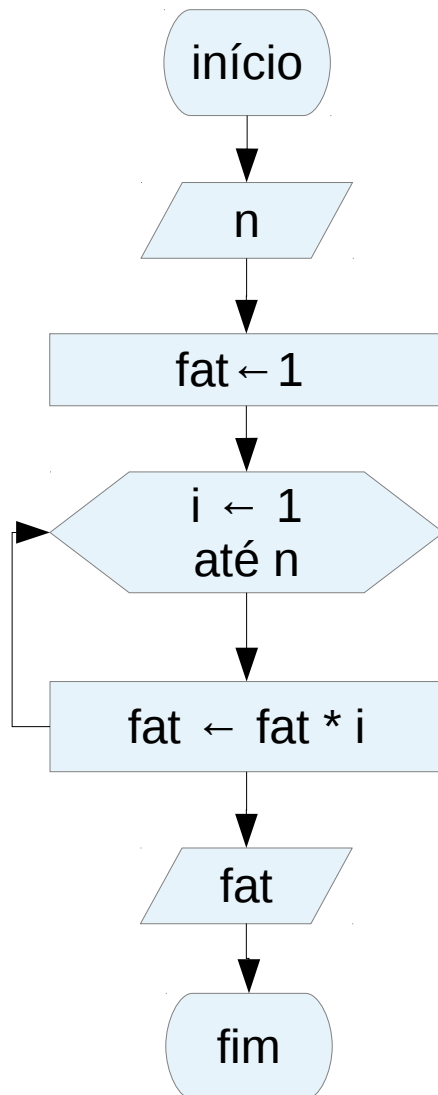 início
n
fat←1
i ← 1
até n
fat ← fat * i
fat
fim